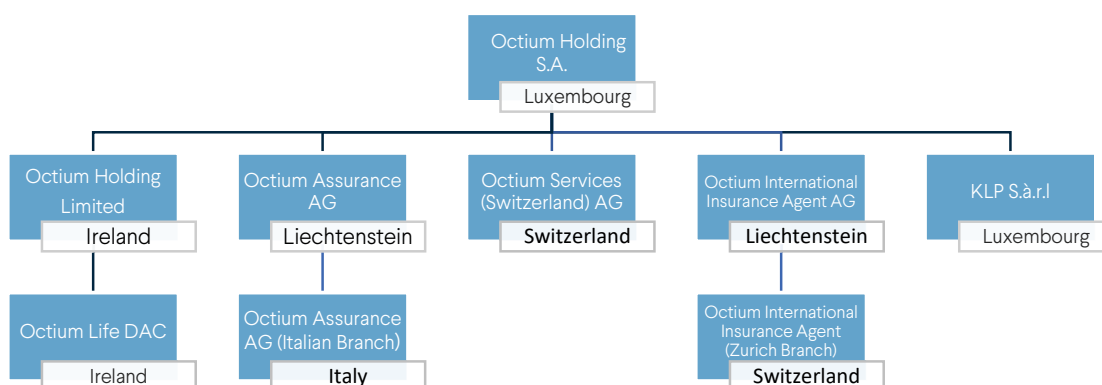 Octium Holding
S.A.
Luxembourg
Octium Holding
Limited
Ireland
Octium Assurance
AG
Liechtenstein
Octium Services
(Switzerland) AG
Switzerland
Octium International
Insurance Agent AG
Liechtenstein
KLP S.à.r.l
Luxembourg
Octium Life DAC
Ireland
Octium Assurance
AG (Italian Branch)
Italy
Octium International
Insurance Agent
(Zurich Branch)
Switzerland